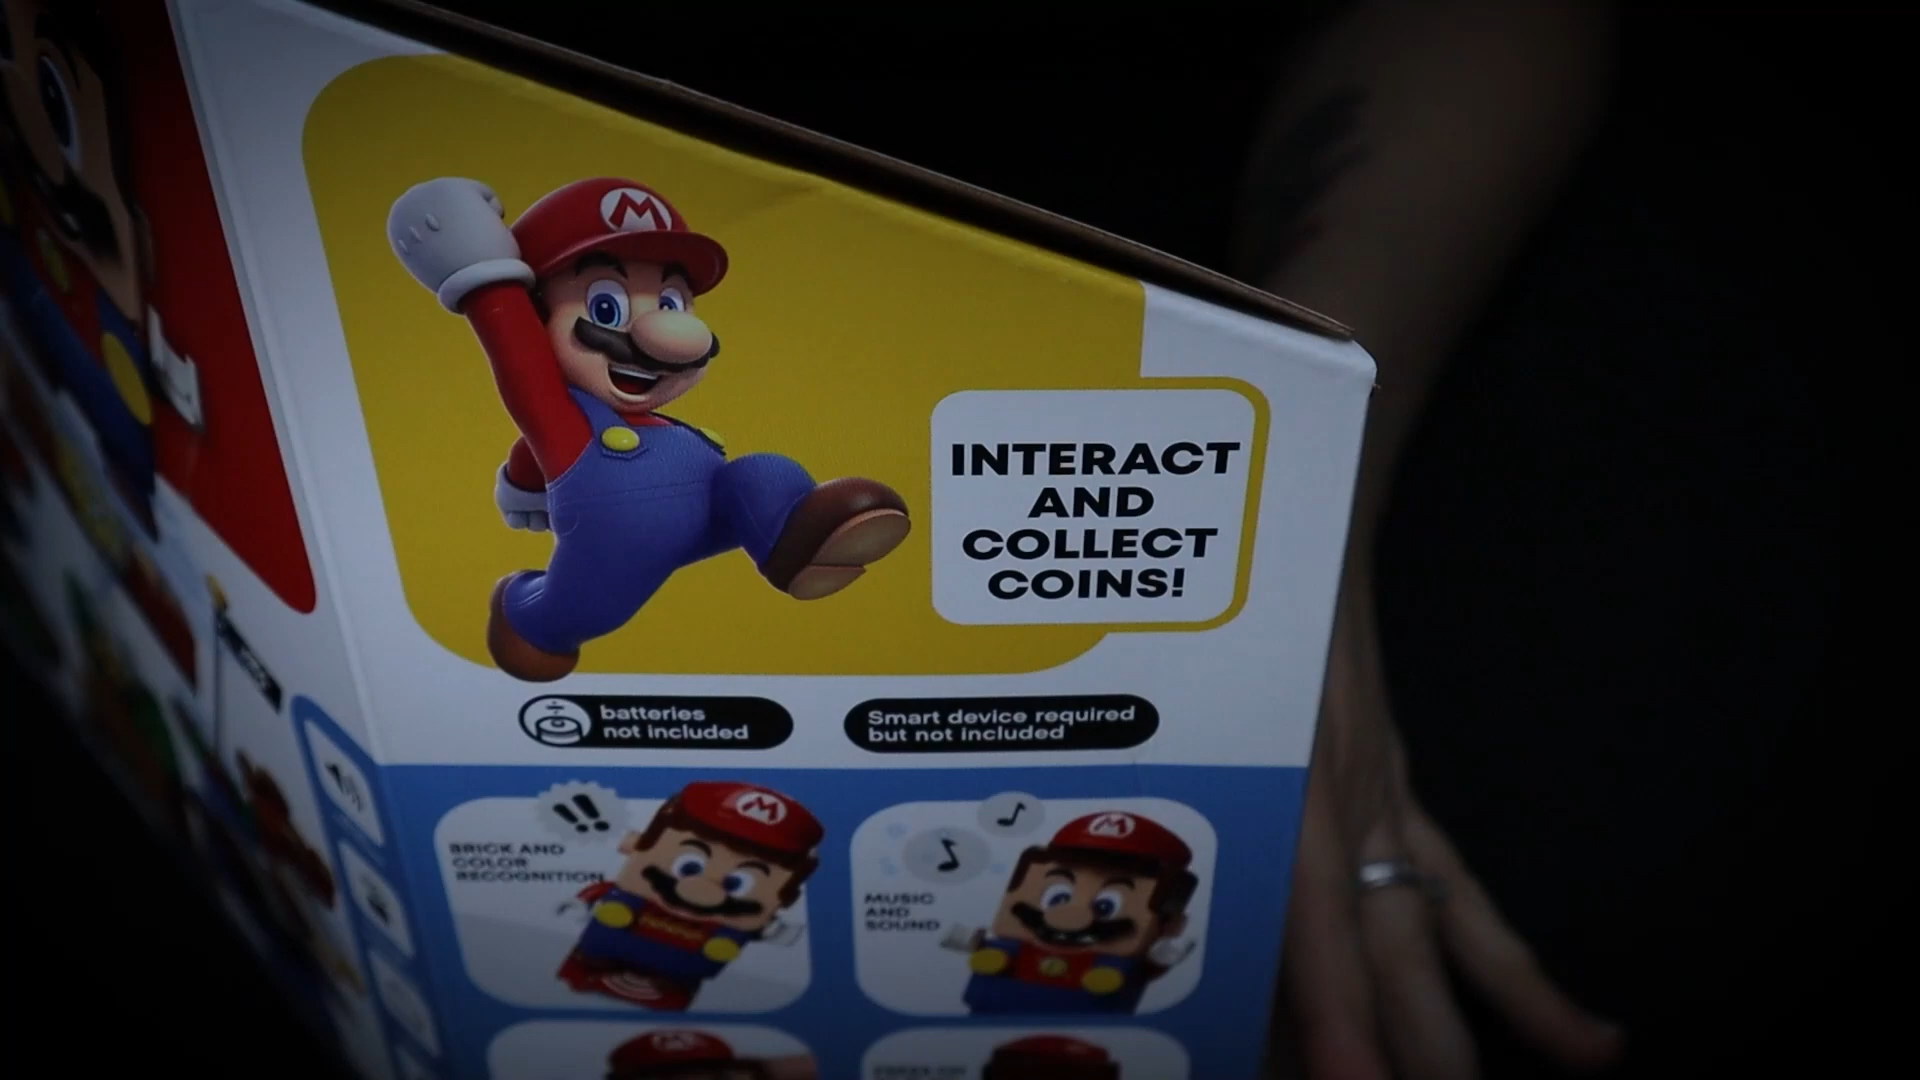 M
INTERACT
AND
COLLECT
COINS!
batteries
not included
Smart device required
but not included
!!
M
BRICK AND
COLOR
RECOGNITION
M
MUSIC
AND
SOUND